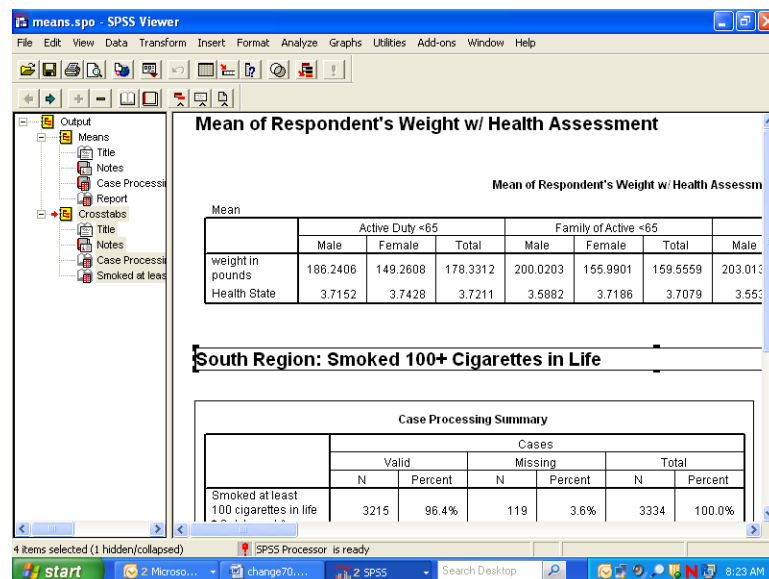 means.spo - SPSS Viewer
File Edit View Data Transform Insert Format Analyze Graphs Utilities Add-ons Window Help
Output
Means
Title
Notes
Case Processi
Report
Crosstabs
Title
Notes
Case Processi
Smoked at leas
Mean of Respondent's Weight w/ Health Assessment
Mean of Respondent's Weight w/ Health Assessm
Mean
Active Duty <65 Family of Active <65
Male Female Total Male Female Total Male
weight in pounds 186.2406 149.2608 178.3312 200.0203 155.9901 159.5559 203.013
Health State 3.7152 3.7428 3.7211 3.5882 3.7186 3.7079 3.553
South Region: Smoked 100+ Cigarettes in Life
Case Processing Summary
Cases
Valid Missing Total
N Percent N Percent N Percent
Smoked at least
100 cigarettes in life 3215 96.4% 119 3.6% 3334 100.0%
4 items selected (1 hidden/collapsed) SPSS Processor is ready
start 2 Microso... change70.... 2 SPSS Search Desktop 8:23 AM